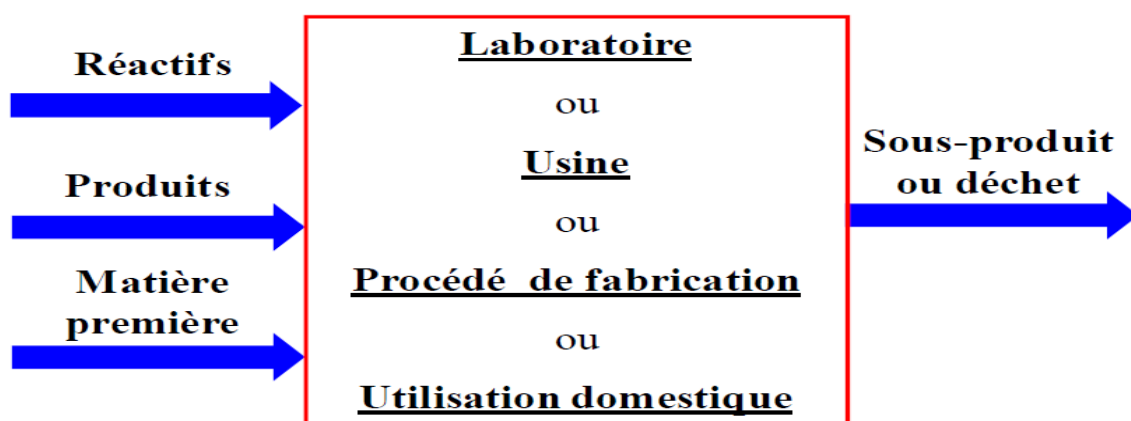 Réactifs
Produits
Matière
première
Laboratoire
ou
Usine
ou
Procédé de fabrication
ou
Utilisation domestique
Sous-produit
ou déchet